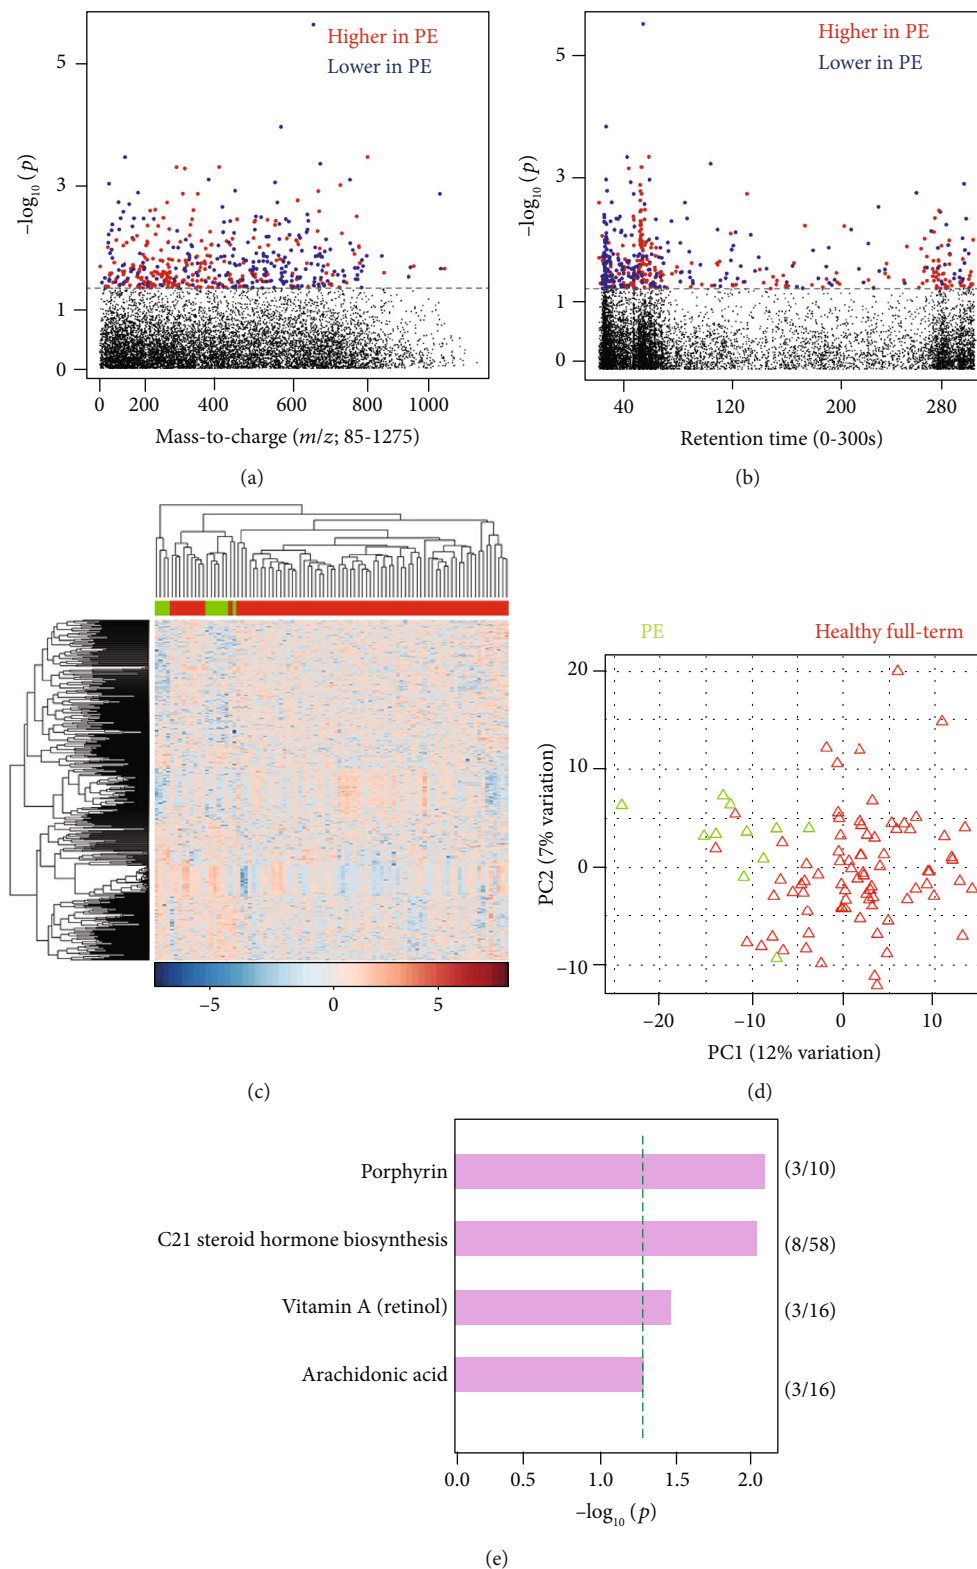 Higher in PE
Lower in PE
5
3
1
0
−log10 (p)
0 200 400 600 800 1000
Mass-to-charge (m/z; 85-1275)
(a)
Higher in PE
Lower in PE
5
3
1
0
−log10 (p)
40 120 200 280
Retention time (0-300s)
(b)
−5 0 5
(c)
PE Healthy full-term
20
10
0
−10
PC2 (7% variation)
−20 −10 0 10
PC1 (12% variation)
(d)
Porphyrin (3/10)
C21 steroid hormone biosynthesis (8/58)
Vitamin A (retinol) (3/16)
Arachidonic acid (3/16)
0.0 0.5 1.0 1.5 2.0
−log10 (p)
(e)